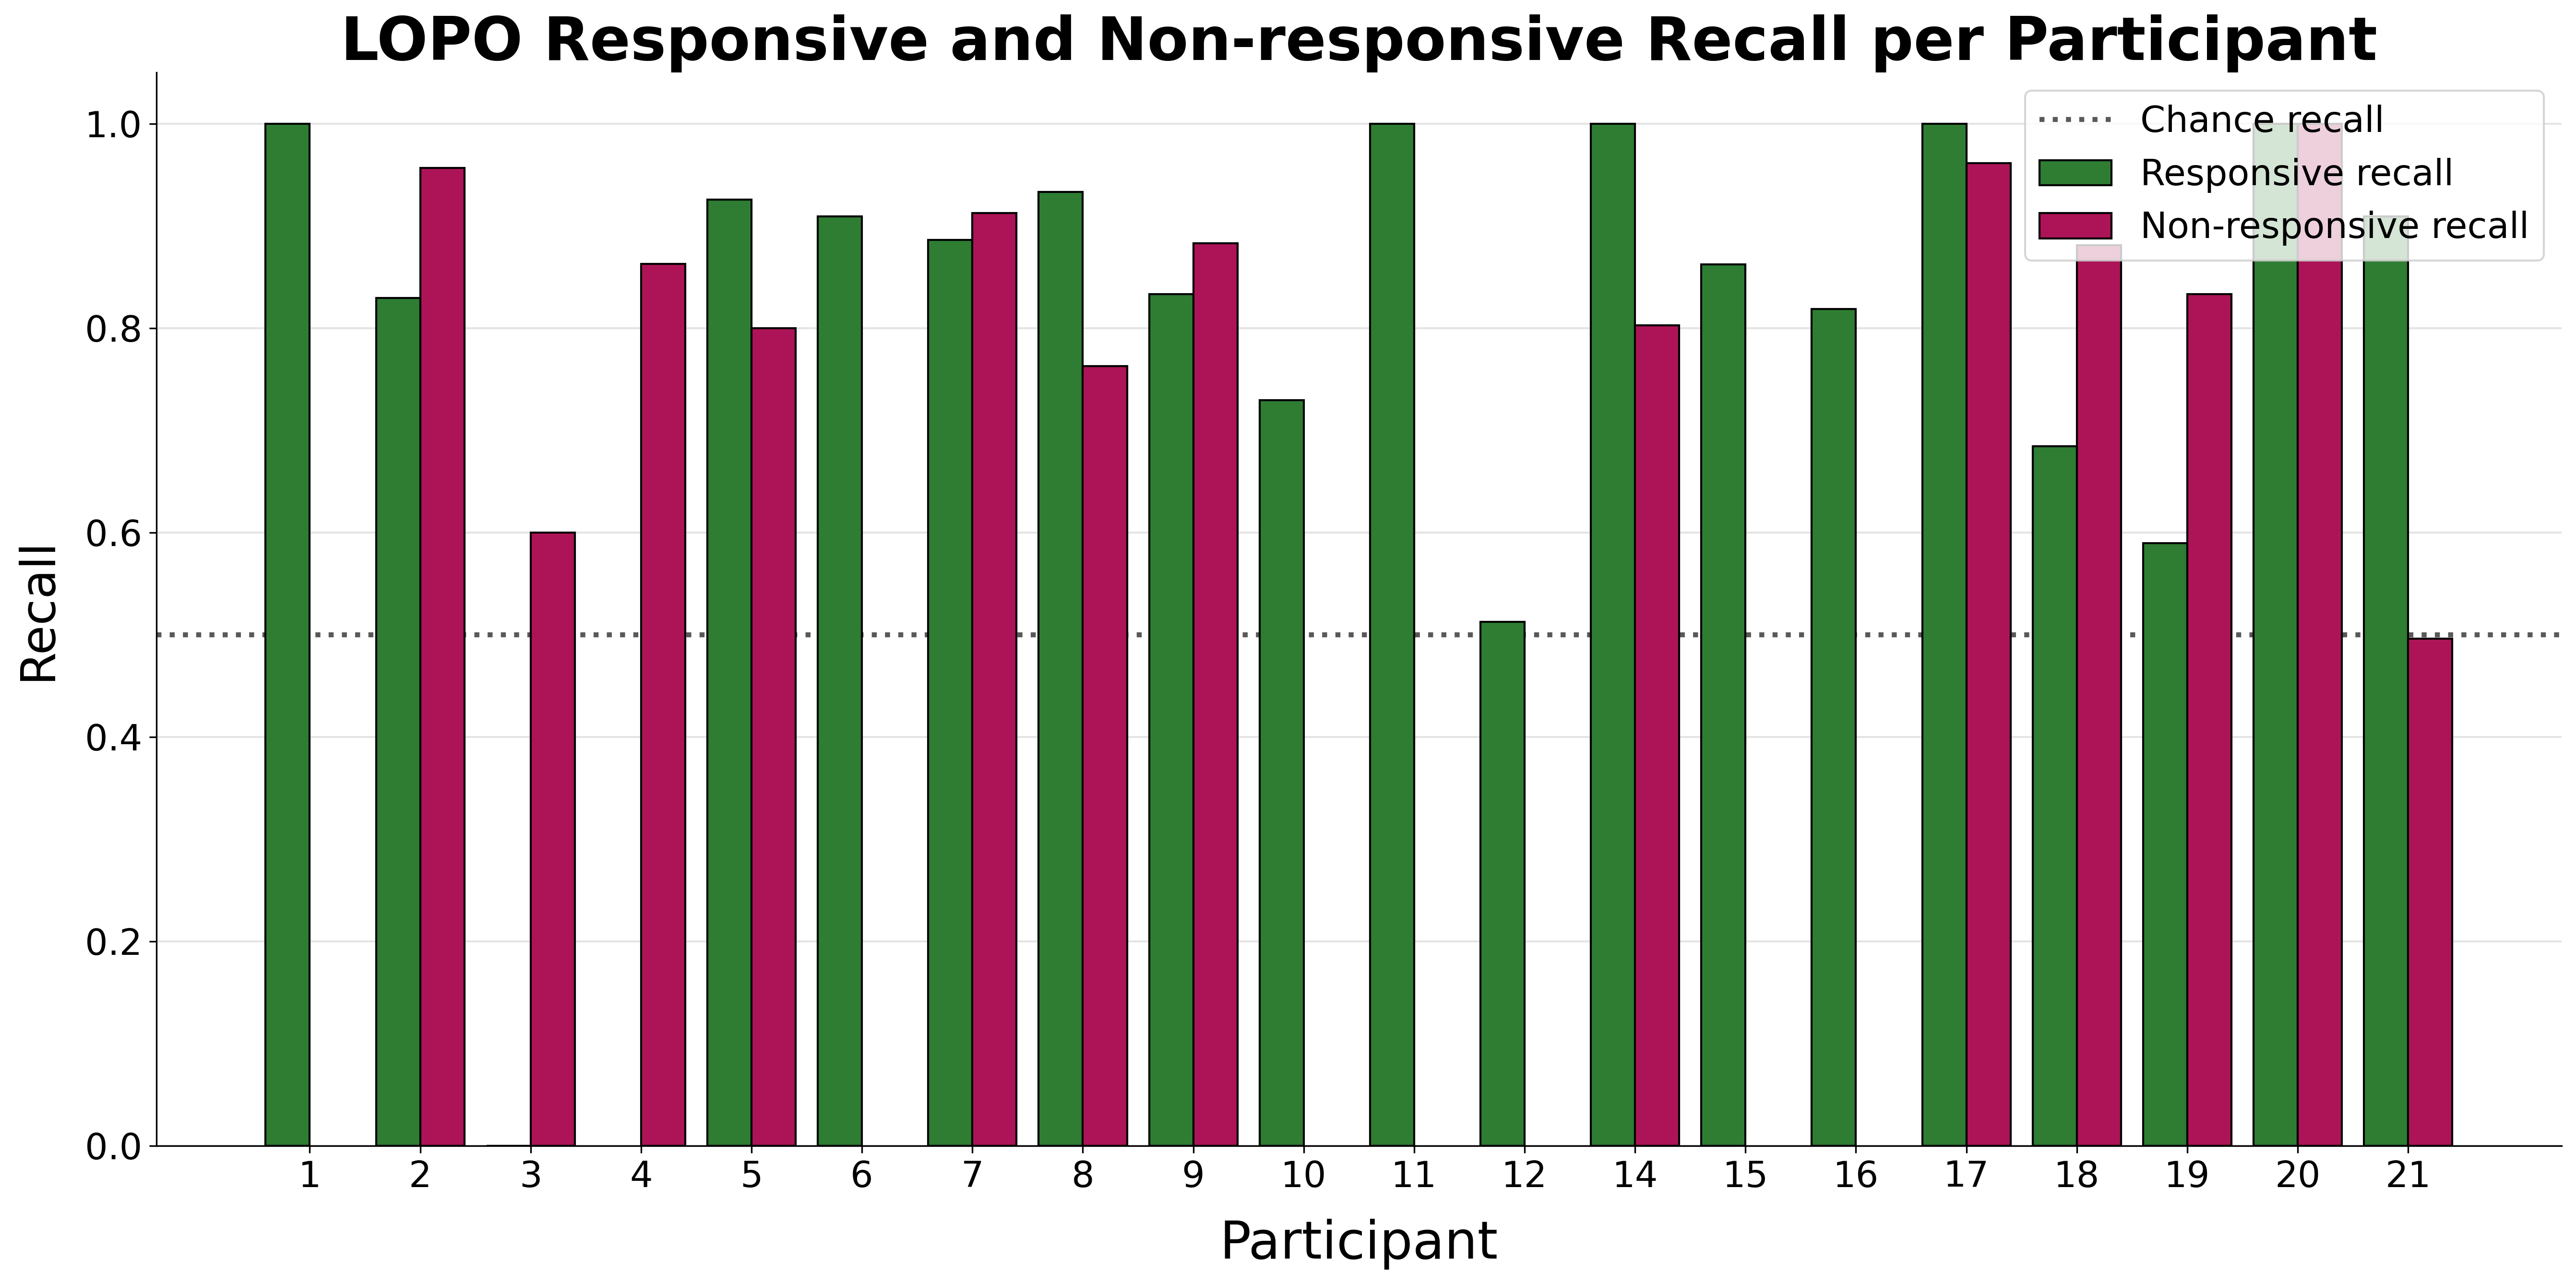 LOPO Responsive and Non-responsive Recall per Participant
Chance recall
Responsive recall
Non-responsive recall
Recall
1.0
0.8
0.6
0.4
0.2
0.0
1 2 3 4 5 6 7 8 9 10 11 12 14 15 16 17 18 19 20 21
Participant